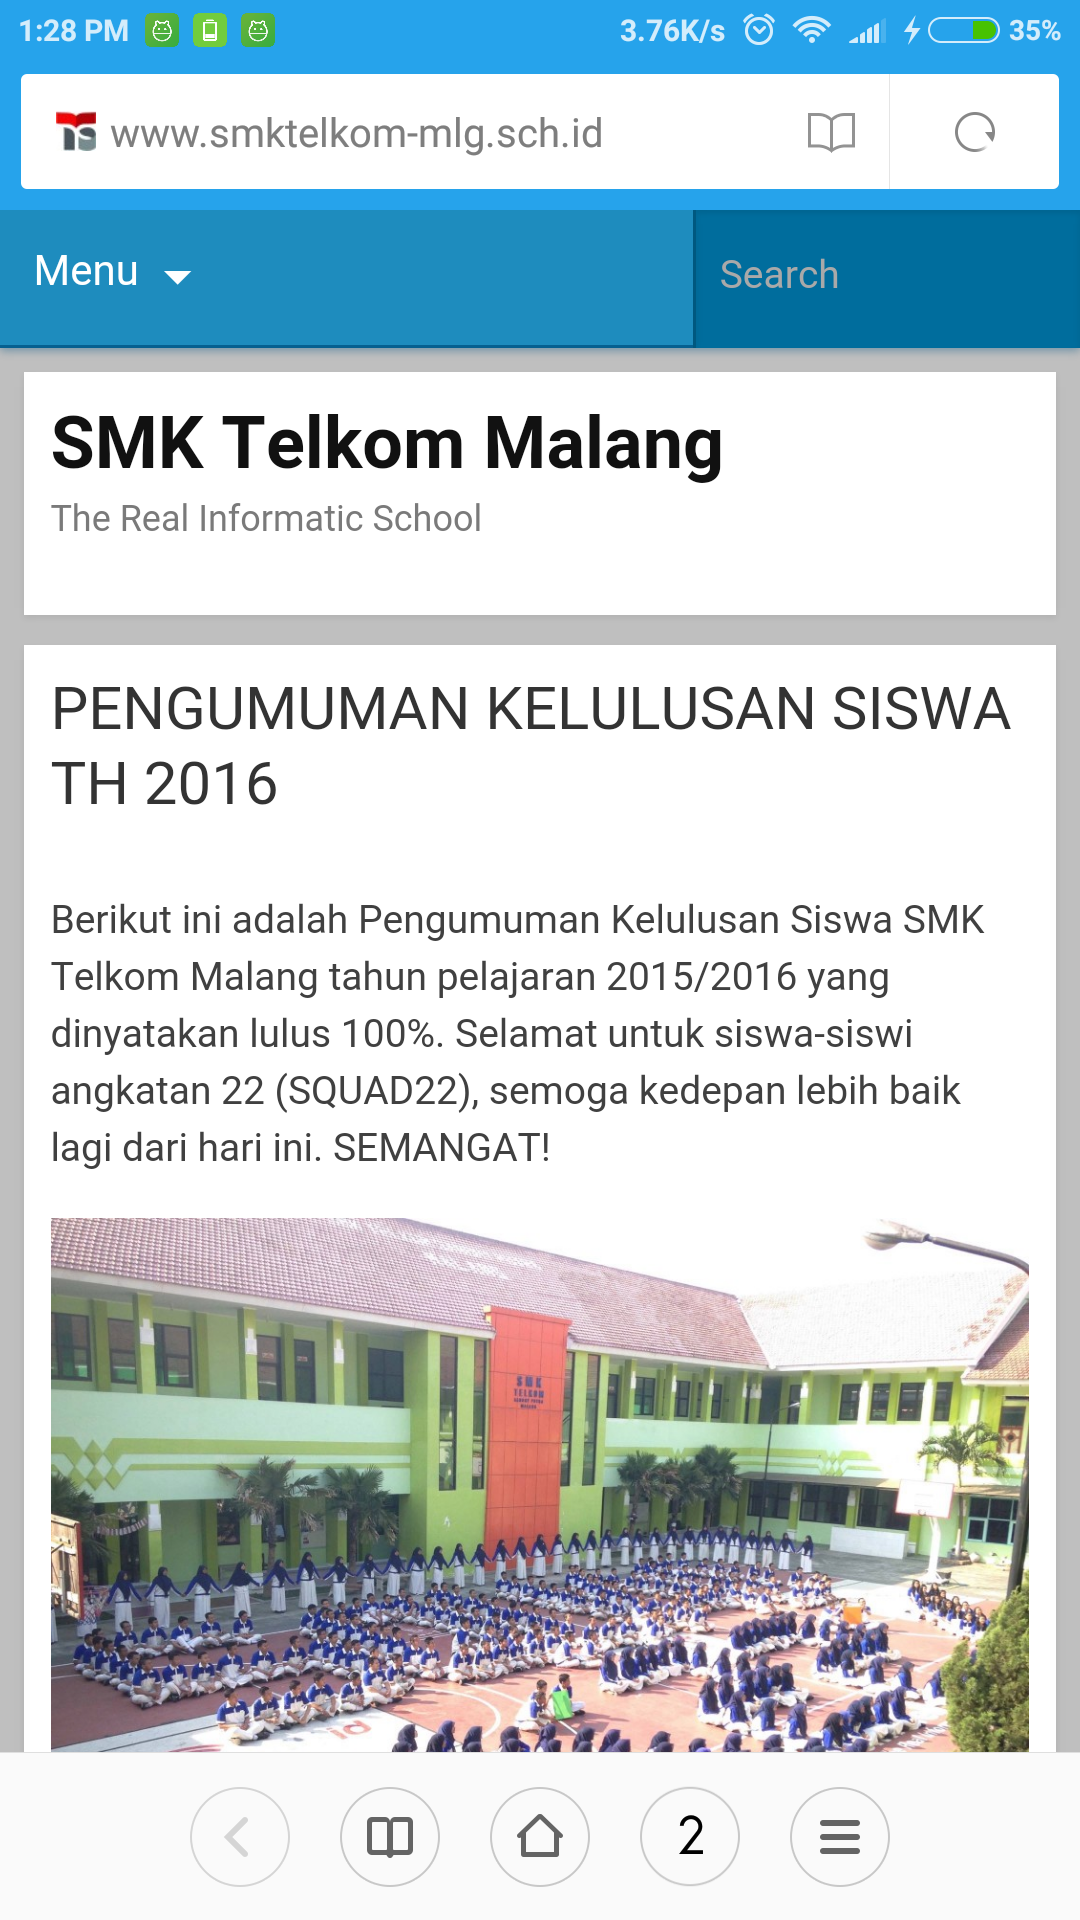 1:28 PM 3.76K/s 35%
www.smktelkom-mlg.sch.id
Menu Search
SMK Telkom Malang
The Real Informatic School
PENGUMUMAN KELULUSAN SISWA
TH 2016
Berikut ini adalah Pengumuman Kelulusan Siswa SMK
Telkom Malang tahun pelajaran 2015/2016 yang
dinyatakan lulus 100%. Selamat untuk siswa-siswi
angkatan 22 (SQUAD22), semoga kedepan lebih baik
lagi dari hari ini. SEMANGAT!
SMK
TELKOM
id
2